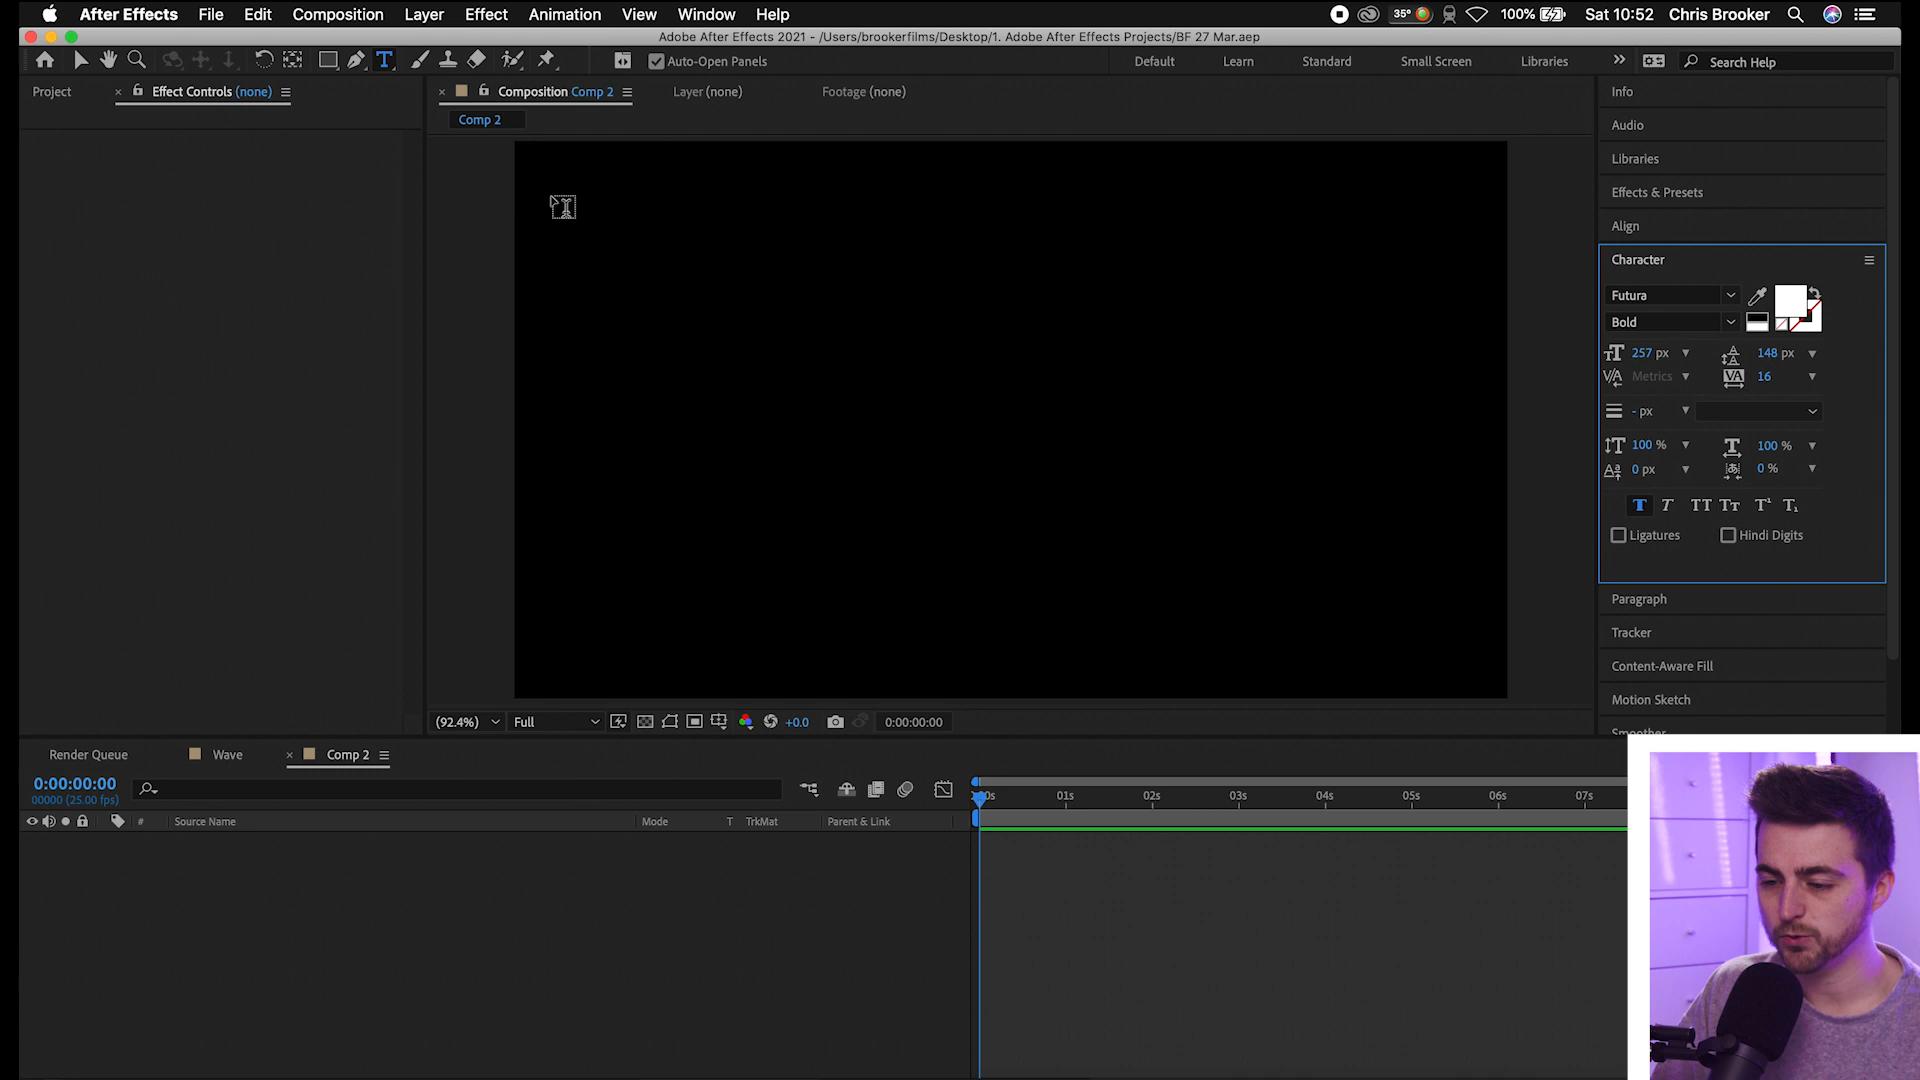 After Effects File Edit Composition Layer Effect Animation View Window Help 35° 100% Sat 10:52 Chris Brooker
Adobe After Effects 2021 - /Users/brookerfilms/Desktop/1. Adobe After Effects Projects/BF 27 Mar.aep
Auto-Open Panels Default Learn Standard Small Screen Libraries Search Help
Project Effect Controls (none) Composition Comp 2 Layer (none) Footage (none)
Comp 2
Info
Audio
Libraries
Effects & Presets
Align
Character
Futura
Bold
257 px 148 px
Metrics 16
- px
100 % 100 %
0 px 0 %
T T TT Tt T¹ T₁
Ligatures Hindi Digits
Paragraph
Tracker
Content-Aware Fill
Motion Sketch
Smoother
(92.4%) Full +0.0 0:00:00:00
Render Queue Wave Comp 2
0:00:00:00
00000 (25.00 fps)
00s 01s 02s 03s 04s 05s 06s 07s
# Source Name Mode T TrkMat Parent & Link